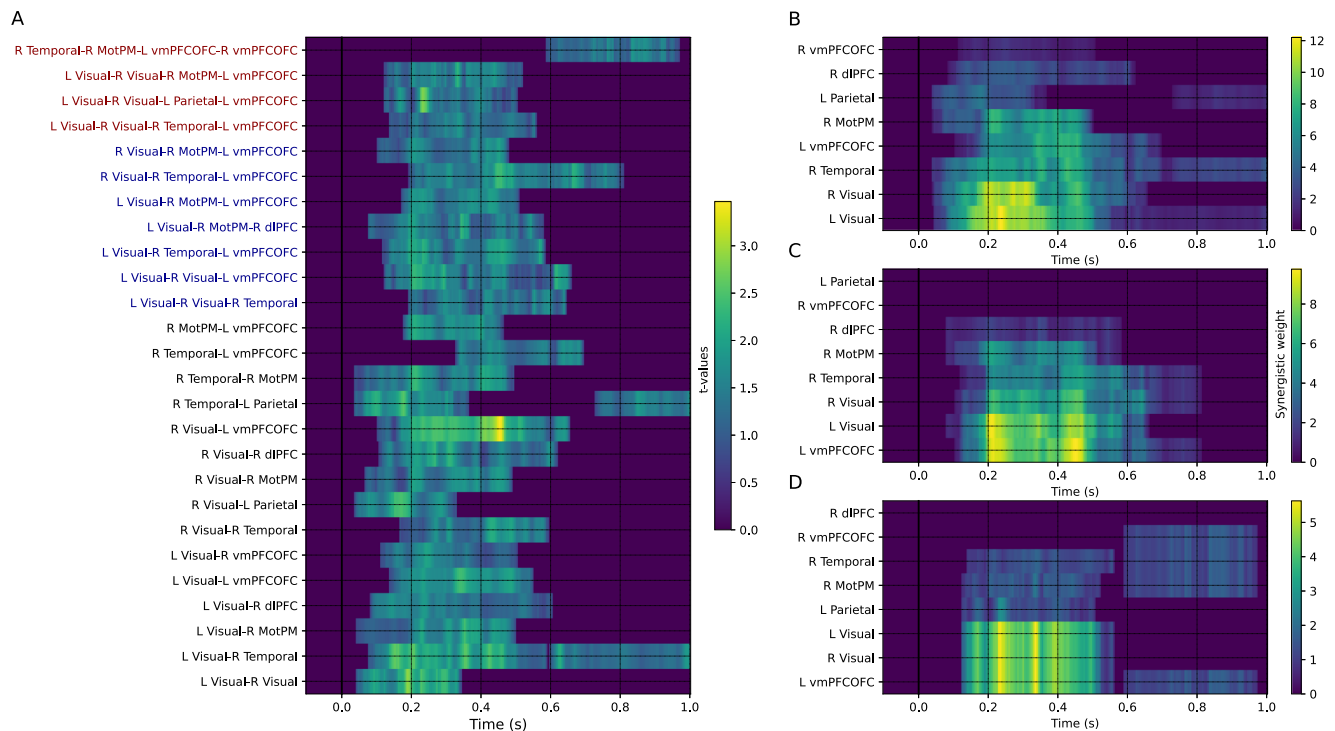 A
R Temporal-R MotPM-L vmPFCOFC-R vmPFCOFC
L Visual-R Visual-R MotPM-L vmPFCOFC
L Visual-R Visual-L Parietal-L vmPFCOFC
L Visual-R Visual-R Temporal-L vmPFCOFC
R Visual-R MotPM-L vmPFCOFC
R Visual-R Temporal-L vmPFCOFC
L Visual-R MotPM-L vmPFCOFC
L Visual-R MotPM-R dlPFC
L Visual-R Temporal-L vmPFCOFC
L Visual-R Visual-L vmPFCOFC
L Visual-R Visual-R Temporal
R MotPM-L vmPFCOFC
R Temporal-L vmPFCOFC
R Temporal-R MotPM
R Temporal-L Parietal
R Visual-L vmPFCOFC
R Visual-R dlPFC
R Visual-R MotPM
R Visual-L Parietal
R Visual-R Temporal
L Visual-R vmPFCOFC
L Visual-L vmPFCOFC
L Visual-R dlPFC
L Visual-R MotPM
L Visual-R Temporal
L Visual-R Visual
0.0 0.2 0.4 0.6 0.8 1.0
Time (s)
3.0
2.5
2.0
1.5
1.0
0.5
0.0
t-values
B
R vmPFCOFC
R dlPFC
L Parietal
R MotPM
L vmPFCOFC
R Temporal
R Visual
L Visual
0.0 0.2 0.4 0.6 0.8 1.0
Time (s)
12
10
8
6
4
2
0
C
L Parietal
R vmPFCOFC
R dlPFC
R MotPM
R Temporal
R Visual
L Visual
L vmPFCOFC
0.0 0.2 0.4 0.6 0.8 1.0
Time (s)
8
6
4
2
0
Synergistic weight
D
R dlPFC
R vmPFCOFC
R Temporal
R MotPM
L Parietal
L Visual
R Visual
L vmPFCOFC
0.0 0.2 0.4 0.6 0.8 1.0
Time (s)
5
4
3
2
1
0